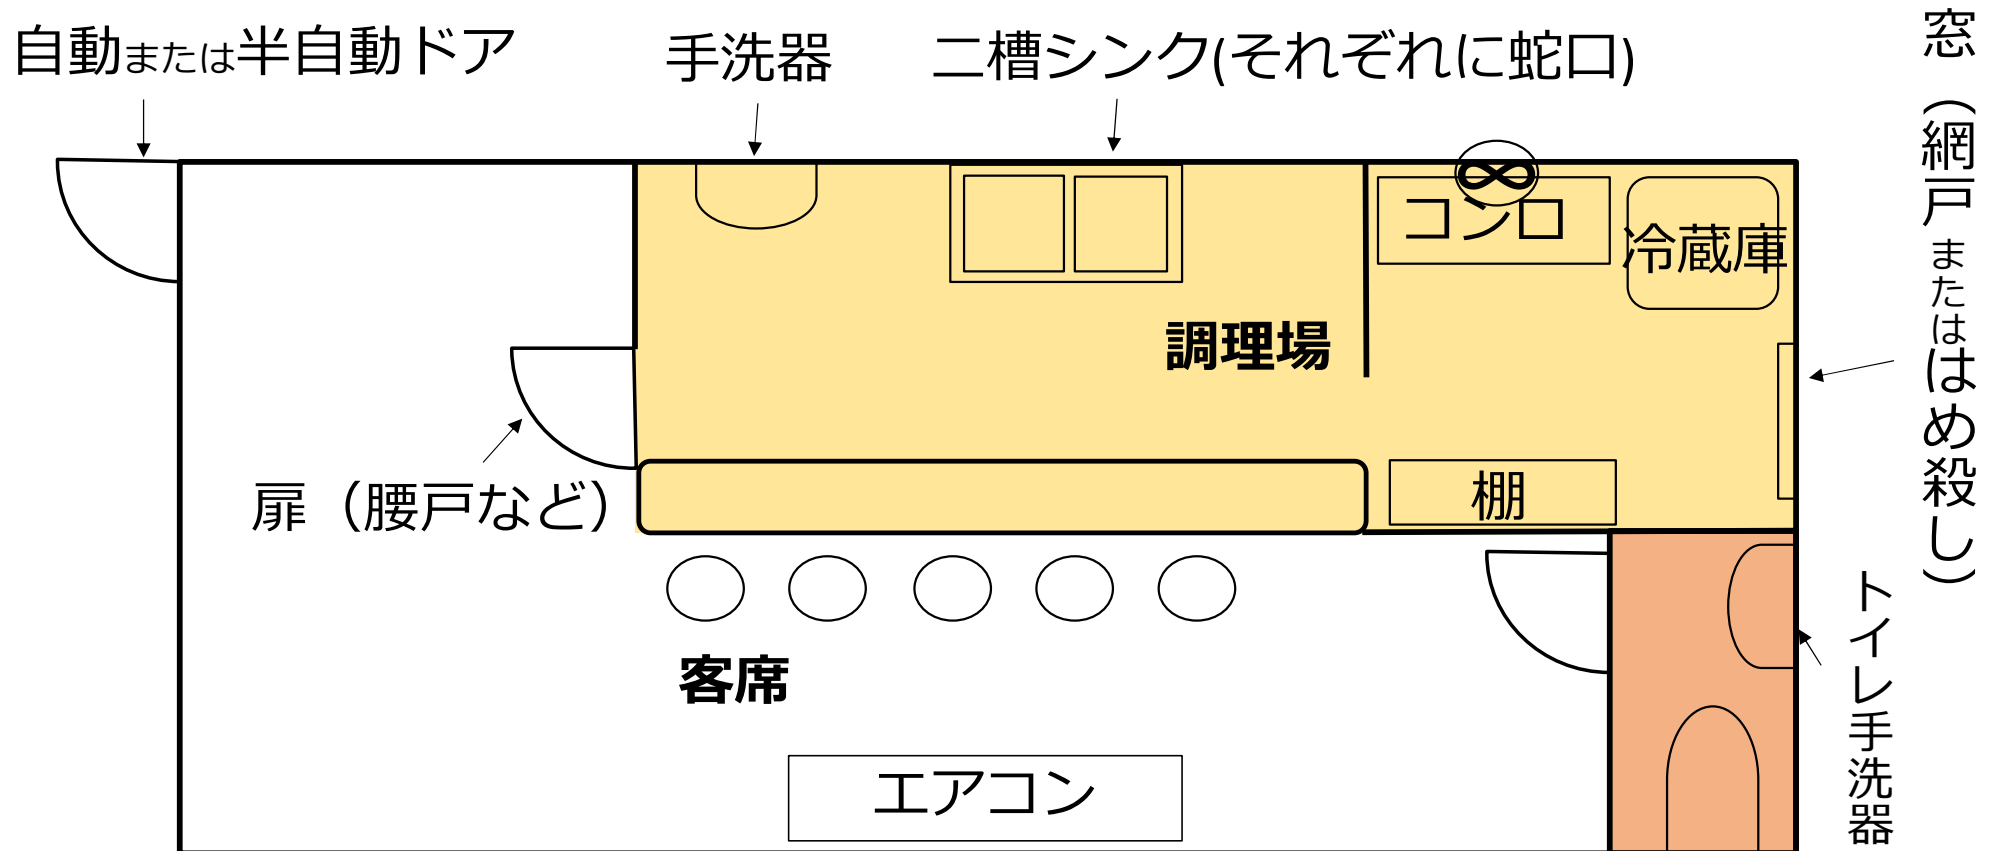 自動または半自動ドア
手洗器
二槽シンク(それぞれに蛇口)
窓（網戸またははめ殺し）
コンロ
冷蔵庫
調理場
扉（腰戸など）
棚
客席
トイレ手洗器
エアコン